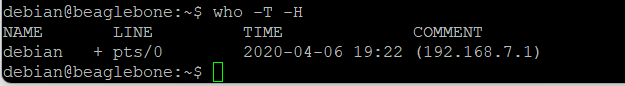 debian@beaglebone:~$ who -T -H
NAME       LINE         TIME             COMMENT
debian   + pts/0        2020-04-06 19:22 (192.168.7.1)
debian@beaglebone:~$